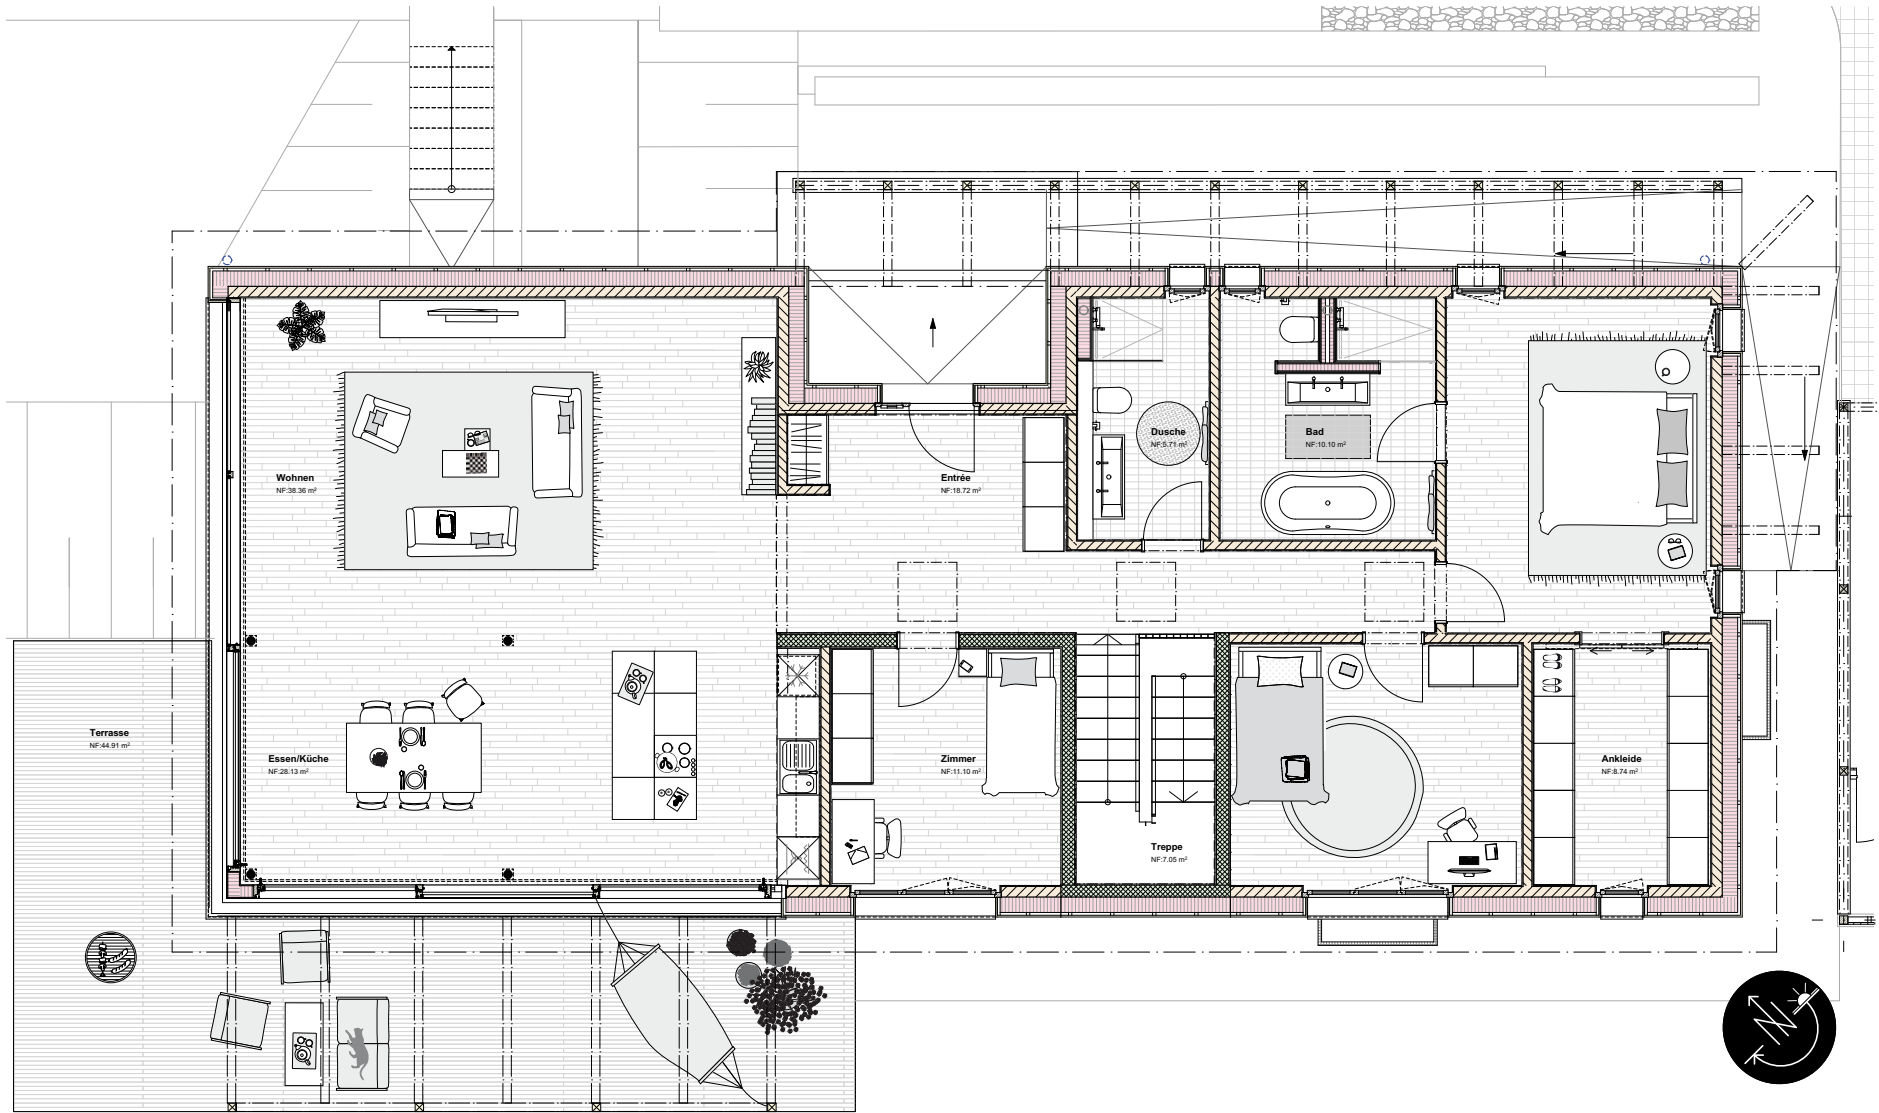 Wohnen
NF:38.36 m²
Entrée
NF:18.72 m²
Dusche
NF:5.71 m²
Bad
NF:10.10 m²
Terrasse
NF:44.91 m²
Essen/Küche
NF:28.13 m²
Zimmer
NF:11.10 m²
Treppe
NF:7.05 m²
Ankleide
NF:8.74 m²
N